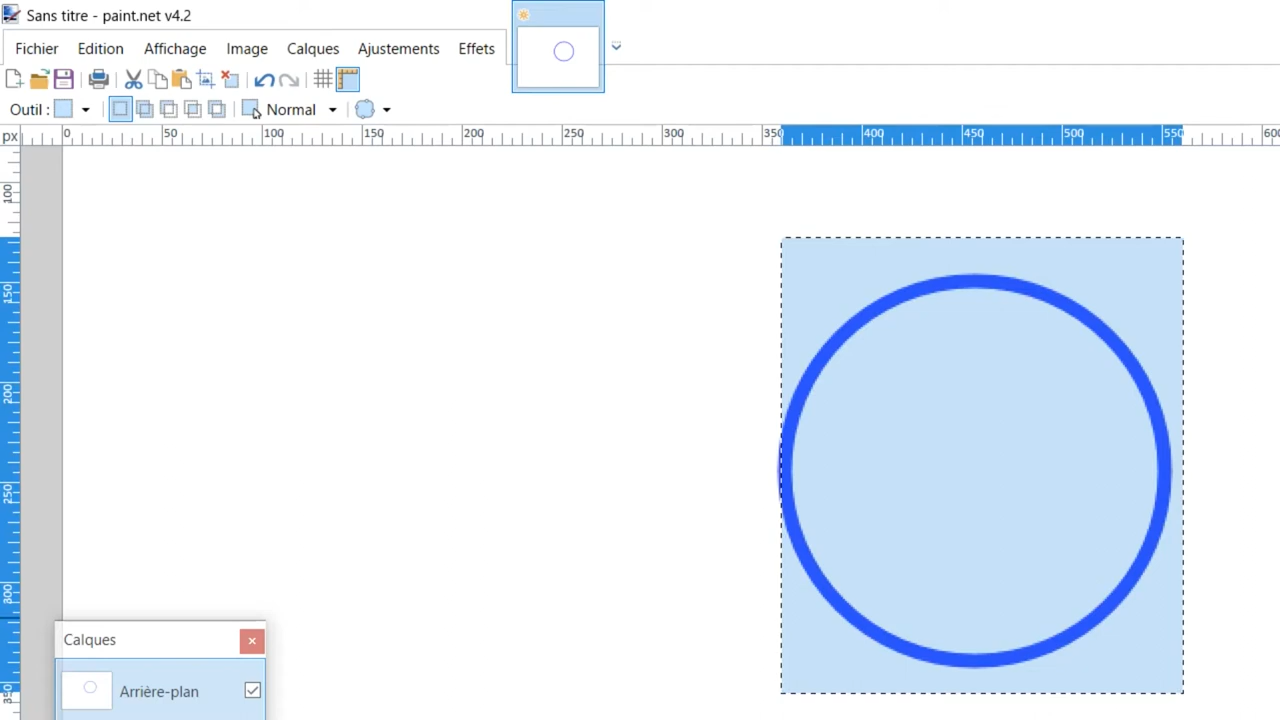 Sans titre - paint.net v4.2
Fichier Edition Affichage Image Calques Ajustements Effets
Outil : Normal
px 0 50 100 150 200 250 300 350 400 450 500 550 600
100
150
200
250
300
350
Calques
Arrière-plan